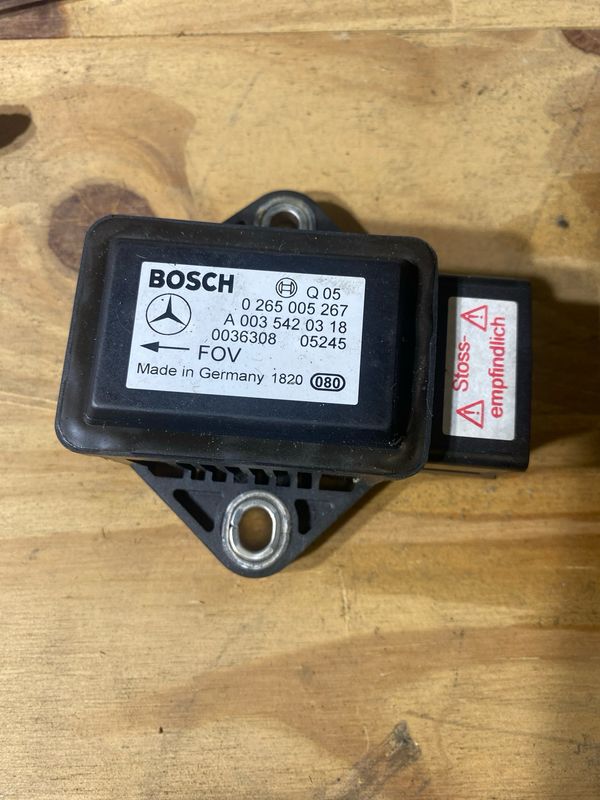 BOSCH
Q 05
0 265 005 267
A 003 542 03 18
0036308 05245
FOV
Made in Germany 1820 080
Stoss-
empfindlich